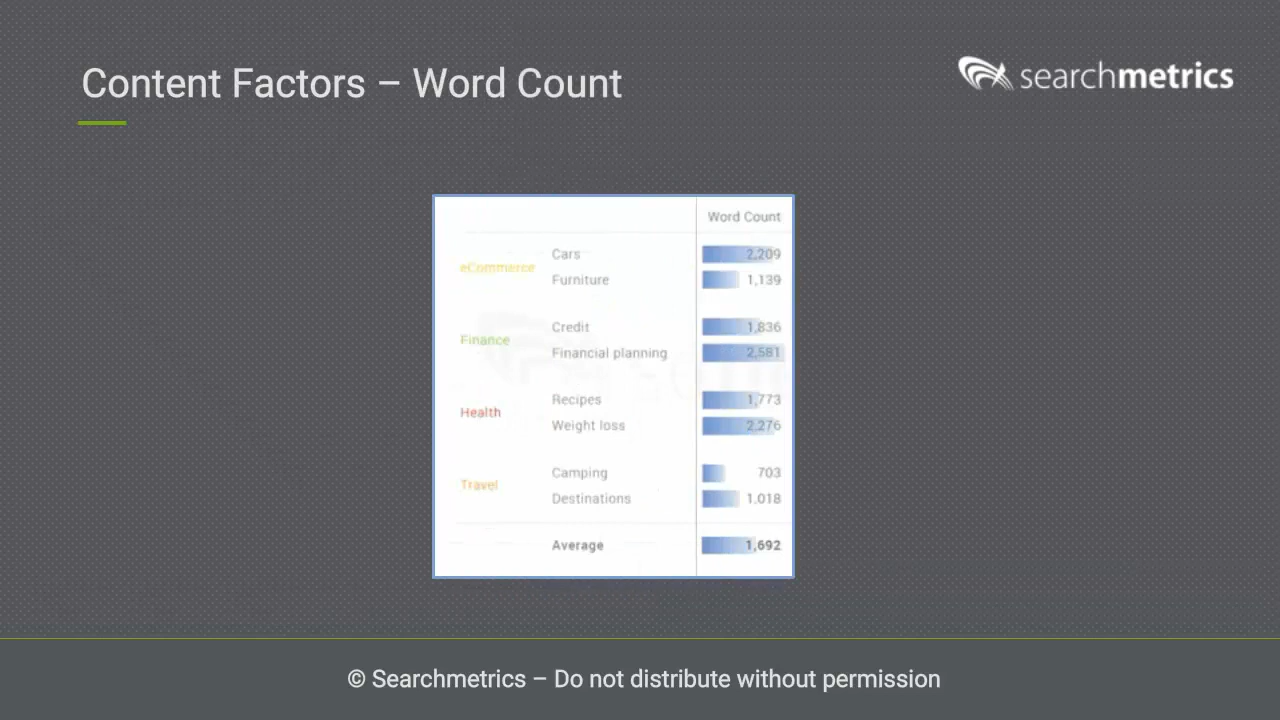 Content Factors – Word Count
searchmetrics
Word Count
eCommerce
Cars 2,209
Furniture 1,139
Finance
Credit 1,836
Financial planning 2,581
Health
Recipes 1,773
Weight loss 2,276
Travel
Camping 703
Destinations 1.018
Average 1,692
© Searchmetrics – Do not distribute without permission